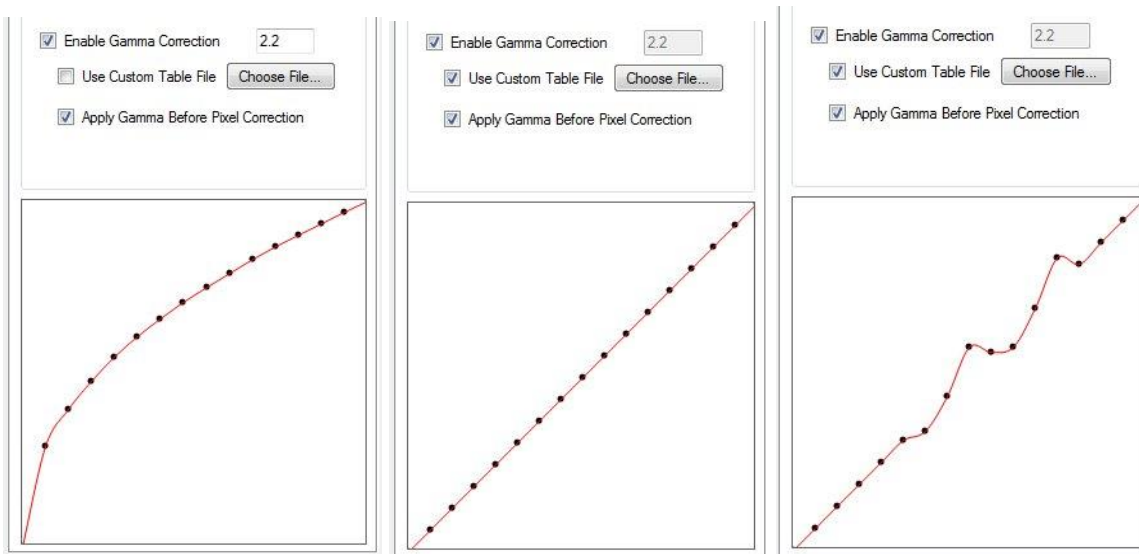 Enable Gamma Correction 2.2
Use Custom Table File Choose File...
Apply Gamma Before Pixel Correction
Enable Gamma Correction 2.2
Use Custom Table File Choose File...
Apply Gamma Before Pixel Correction
Enable Gamma Correction 2.2
Use Custom Table File Choose File...
Apply Gamma Before Pixel Correction